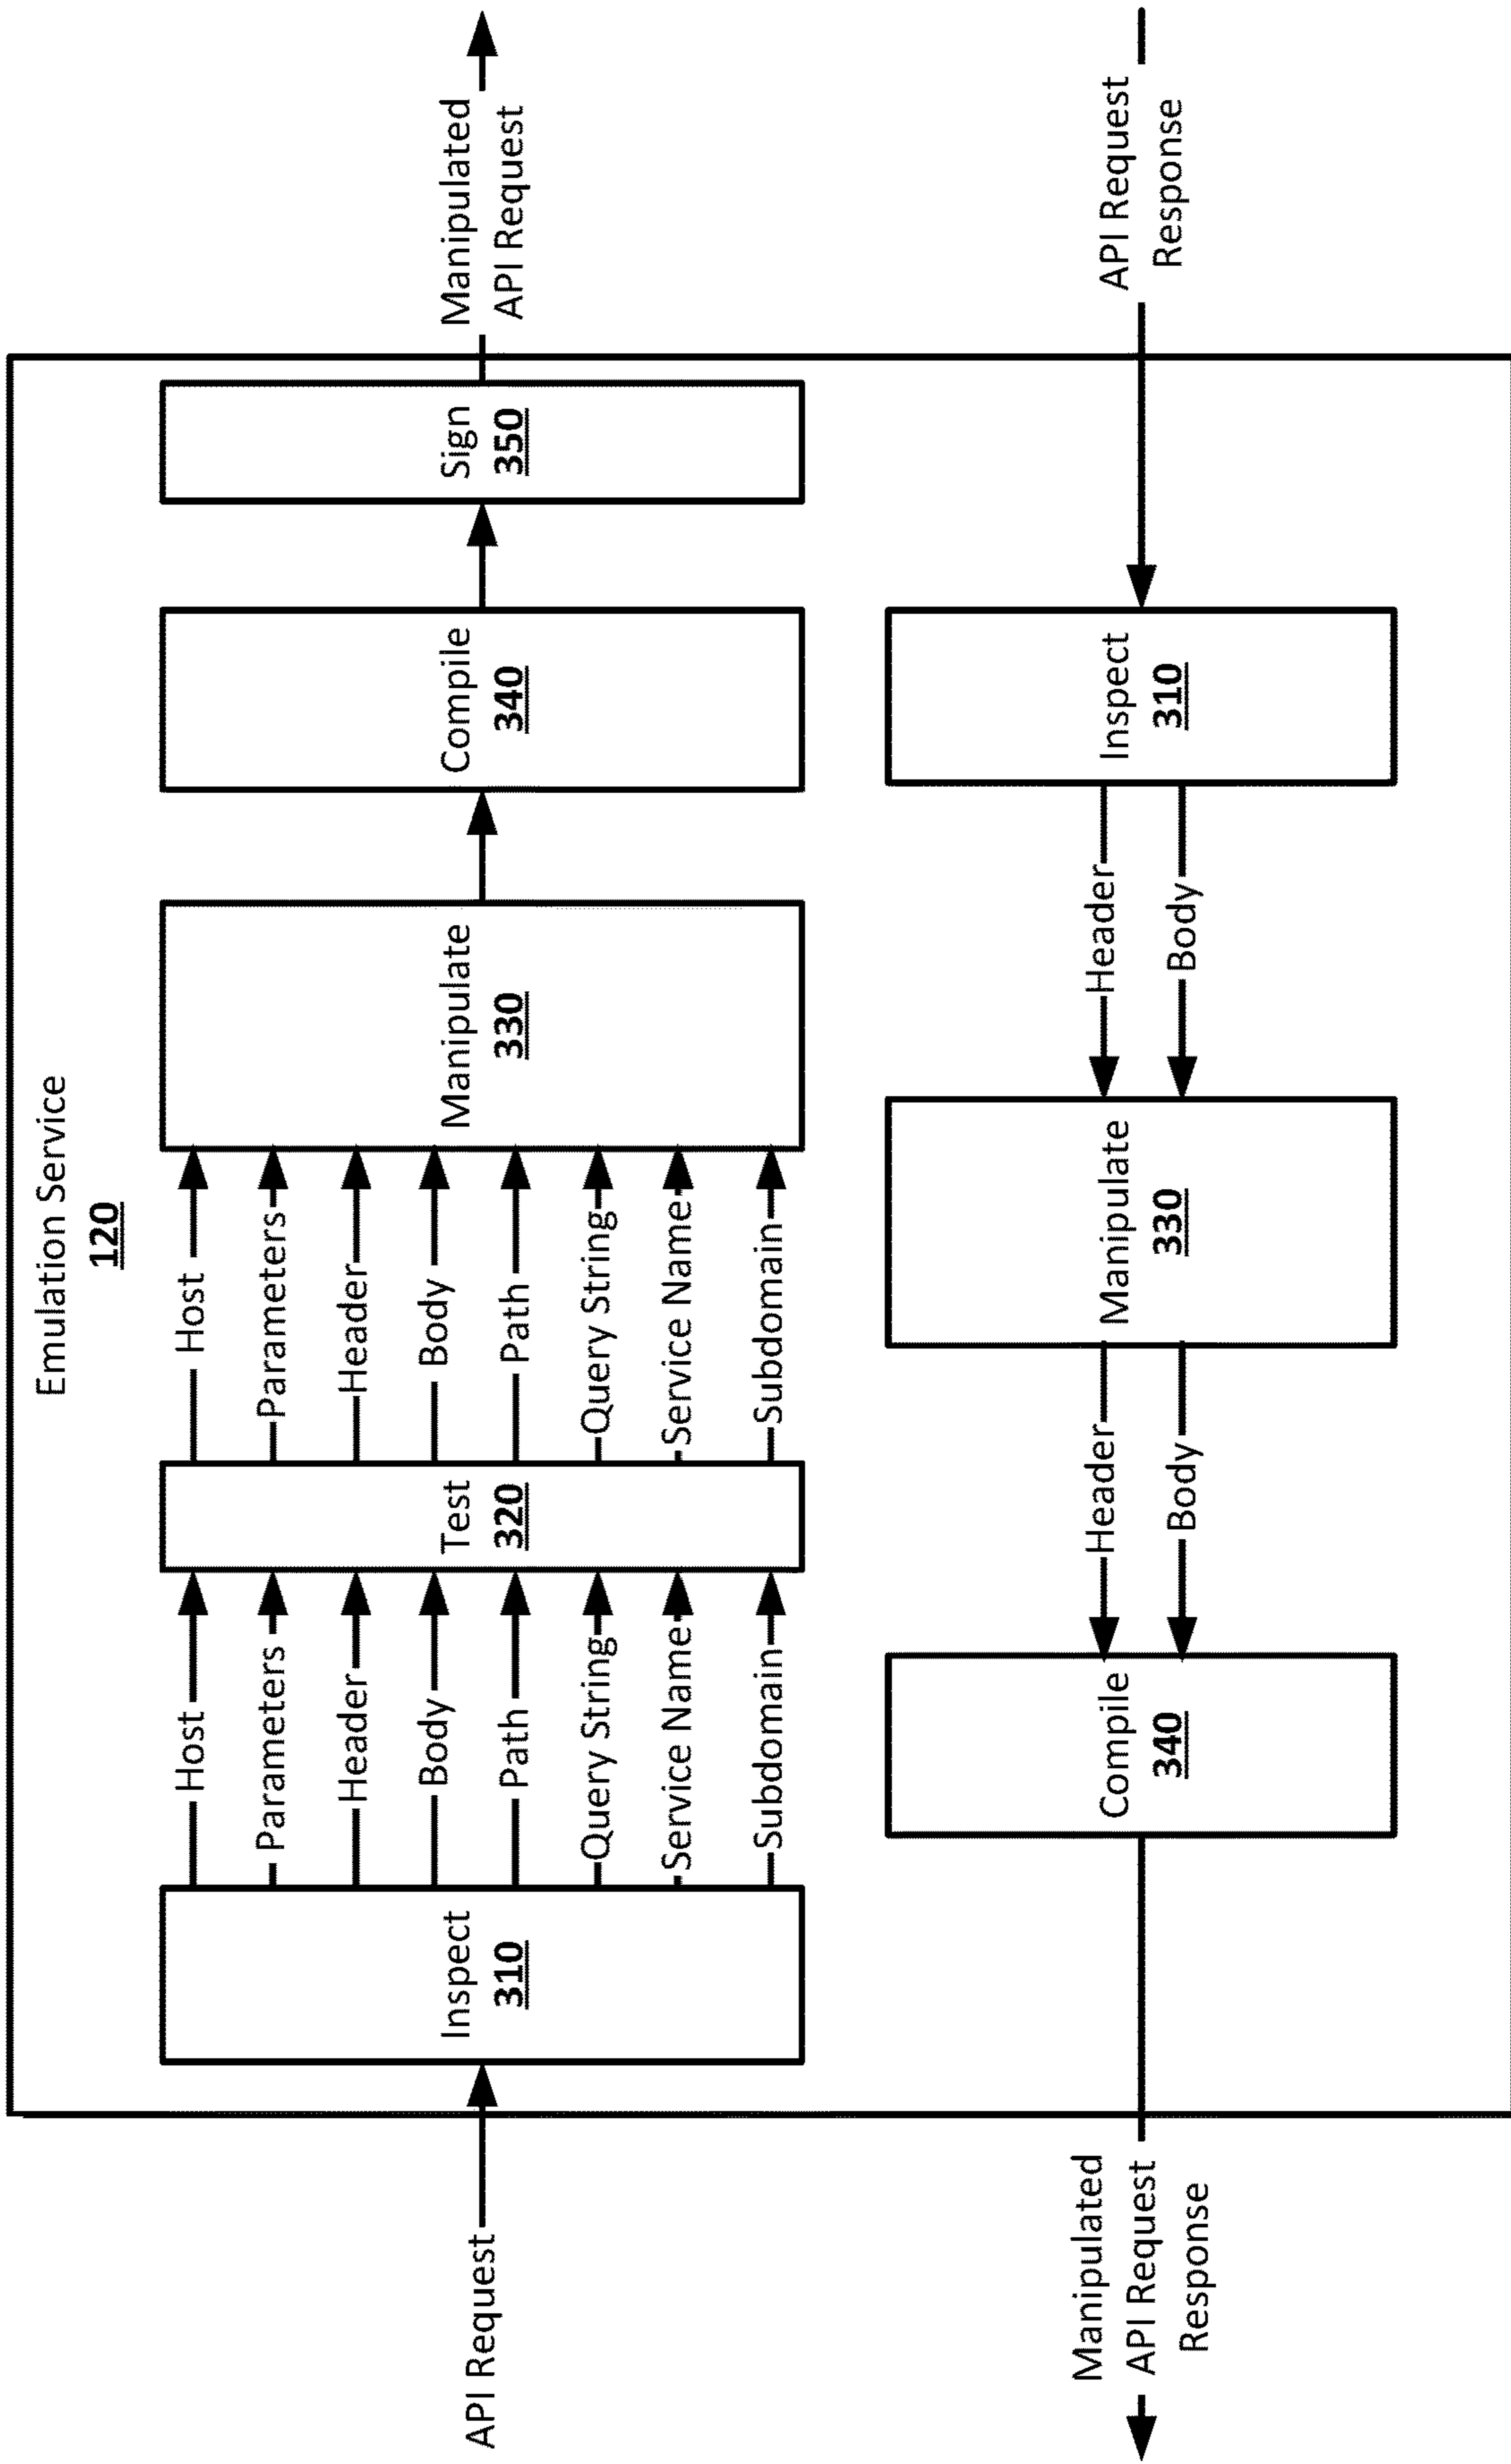 Emulation Service
120
API Request
Inspect
310
Host
Parameters
Header
Body
Path
Query String
Service Name
Subdomain
Test
320
Host
Parameters
Header
Body
Path
Query String
Service Name
Subdomain
Manipulate
330
Compile
340
Sign
350
Manipulated
API Request
Manipulated
API Request
Response
Compile
340
Header
Body
Manipulate
330
Header
Body
Inspect
310
API Request
Response